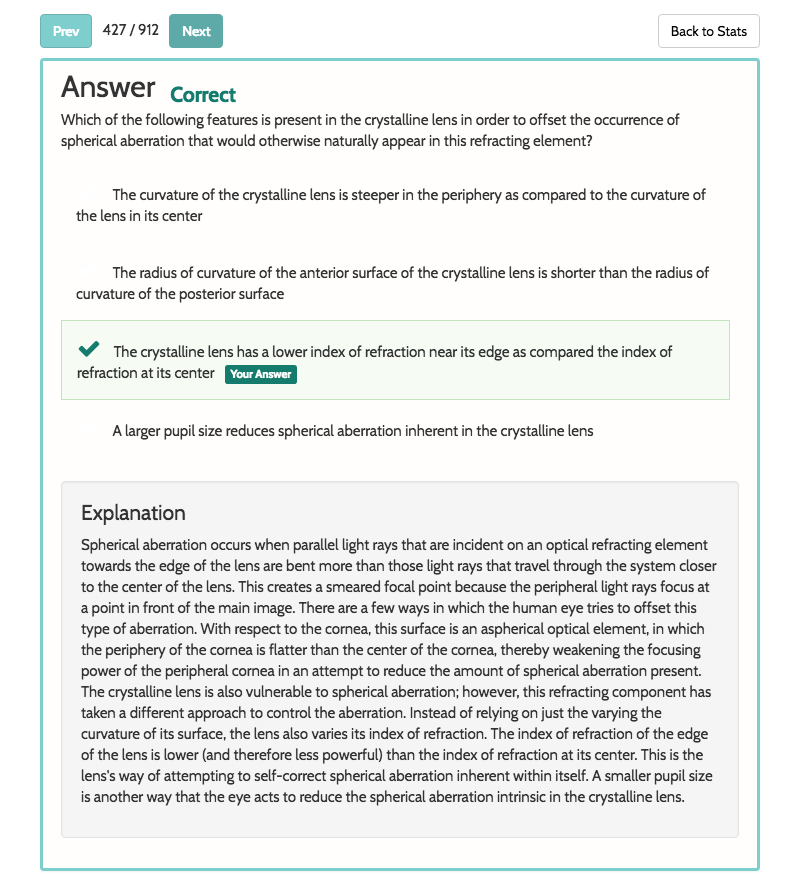 Prev 427 / 912 Next Back to Stats
Answer Correct
Which of the following features is present in the crystalline lens in order to offset the occurrence of
spherical aberration that would otherwise naturally appear in this refracting element?
The curvature of the crystalline lens is steeper in the periphery as compared to the curvature of
the lens in its center
The radius of curvature of the anterior surface of the crystalline lens is shorter than the radius of
curvature of the posterior surface
The crystalline lens has a lower index of refraction near its edge as compared the index of
refraction at its center Your Answer
A larger pupil size reduces spherical aberration inherent in the crystalline lens
Explanation
Spherical aberration occurs when parallel light rays that are incident on an optical refracting element
towards the edge of the lens are bent more than those light rays that travel through the system closer
to the center of the lens. This creates a smeared focal point because the peripheral light rays focus at
a point in front of the main image. There are a few ways in which the human eye tries to offset this
type of aberration. With respect to the cornea, this surface is an aspherical optical element, in which
the periphery of the cornea is flatter than the center of the cornea, thereby weakening the focusing
power of the peripheral cornea in an attempt to reduce the amount of spherical aberration present.
The crystalline lens is also vulnerable to spherical aberration; however, this refracting component has
taken a different approach to control the aberration. Instead of relying on just the varying the
curvature of its surface, the lens also varies its index of refraction. The index of refraction of the edge
of the lens is lower (and therefore less powerful) than the index of refraction at its center. This is the
lens's way of attempting to self-correct spherical aberration inherent within itself. A smaller pupil size
is another way that the eye acts to reduce the spherical aberration intrinsic in the crystalline lens.